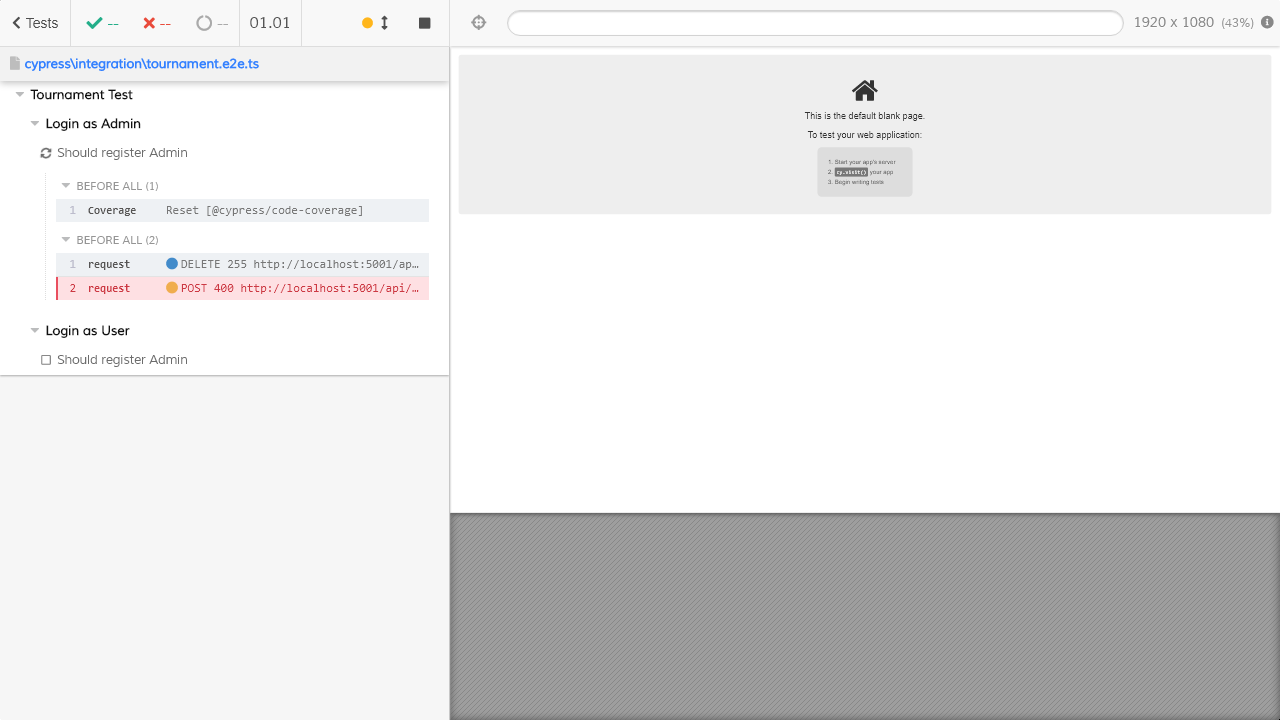 Tests -- -- -- 01.01
1920 x 1080 (43%)
cypress\integration\tournament.e2e.ts
Tournament Test
Login as Admin
Should register Admin
BEFORE ALL (1)
1 Coverage Reset [@cypress/code-coverage]
BEFORE ALL (2)
1 request DELETE 255 http://localhost:5001/ap…
2 request POST 400 http://localhost:5001/api/…
Login as User
Should register Admin
This is the default blank page.
To test your web application:
1. Start your app's server
2. cy.visit() your app
3. Begin writing tests